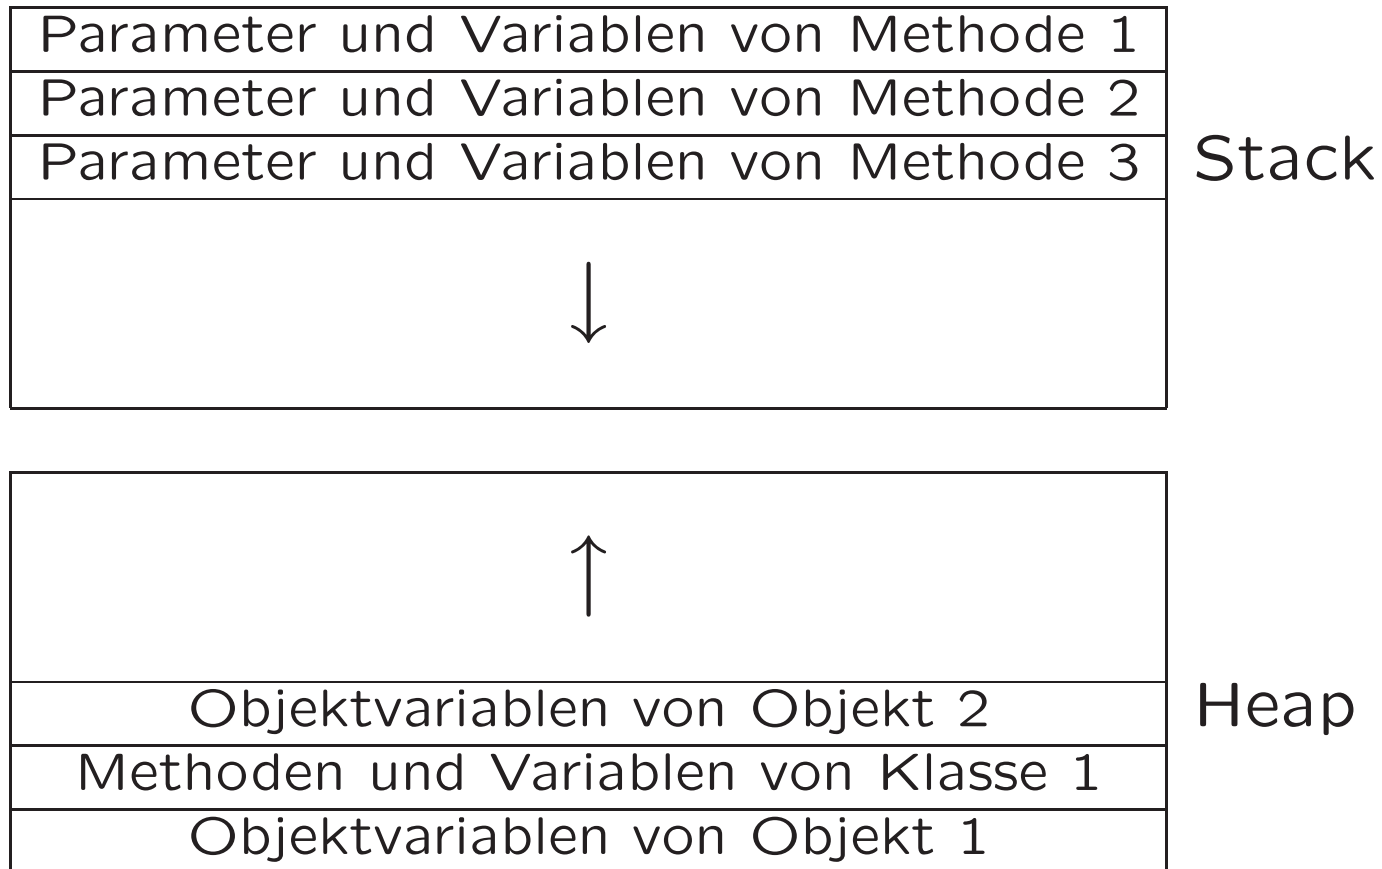 Parameter und Variablen von Methode 1
Parameter und Variablen von Methode 2
Parameter und Variablen von Methode 3
Stack
Objektvariablen von Objekt 2
Heap
Methoden und Variablen von Klasse 1
Objektvariablen von Objekt 1